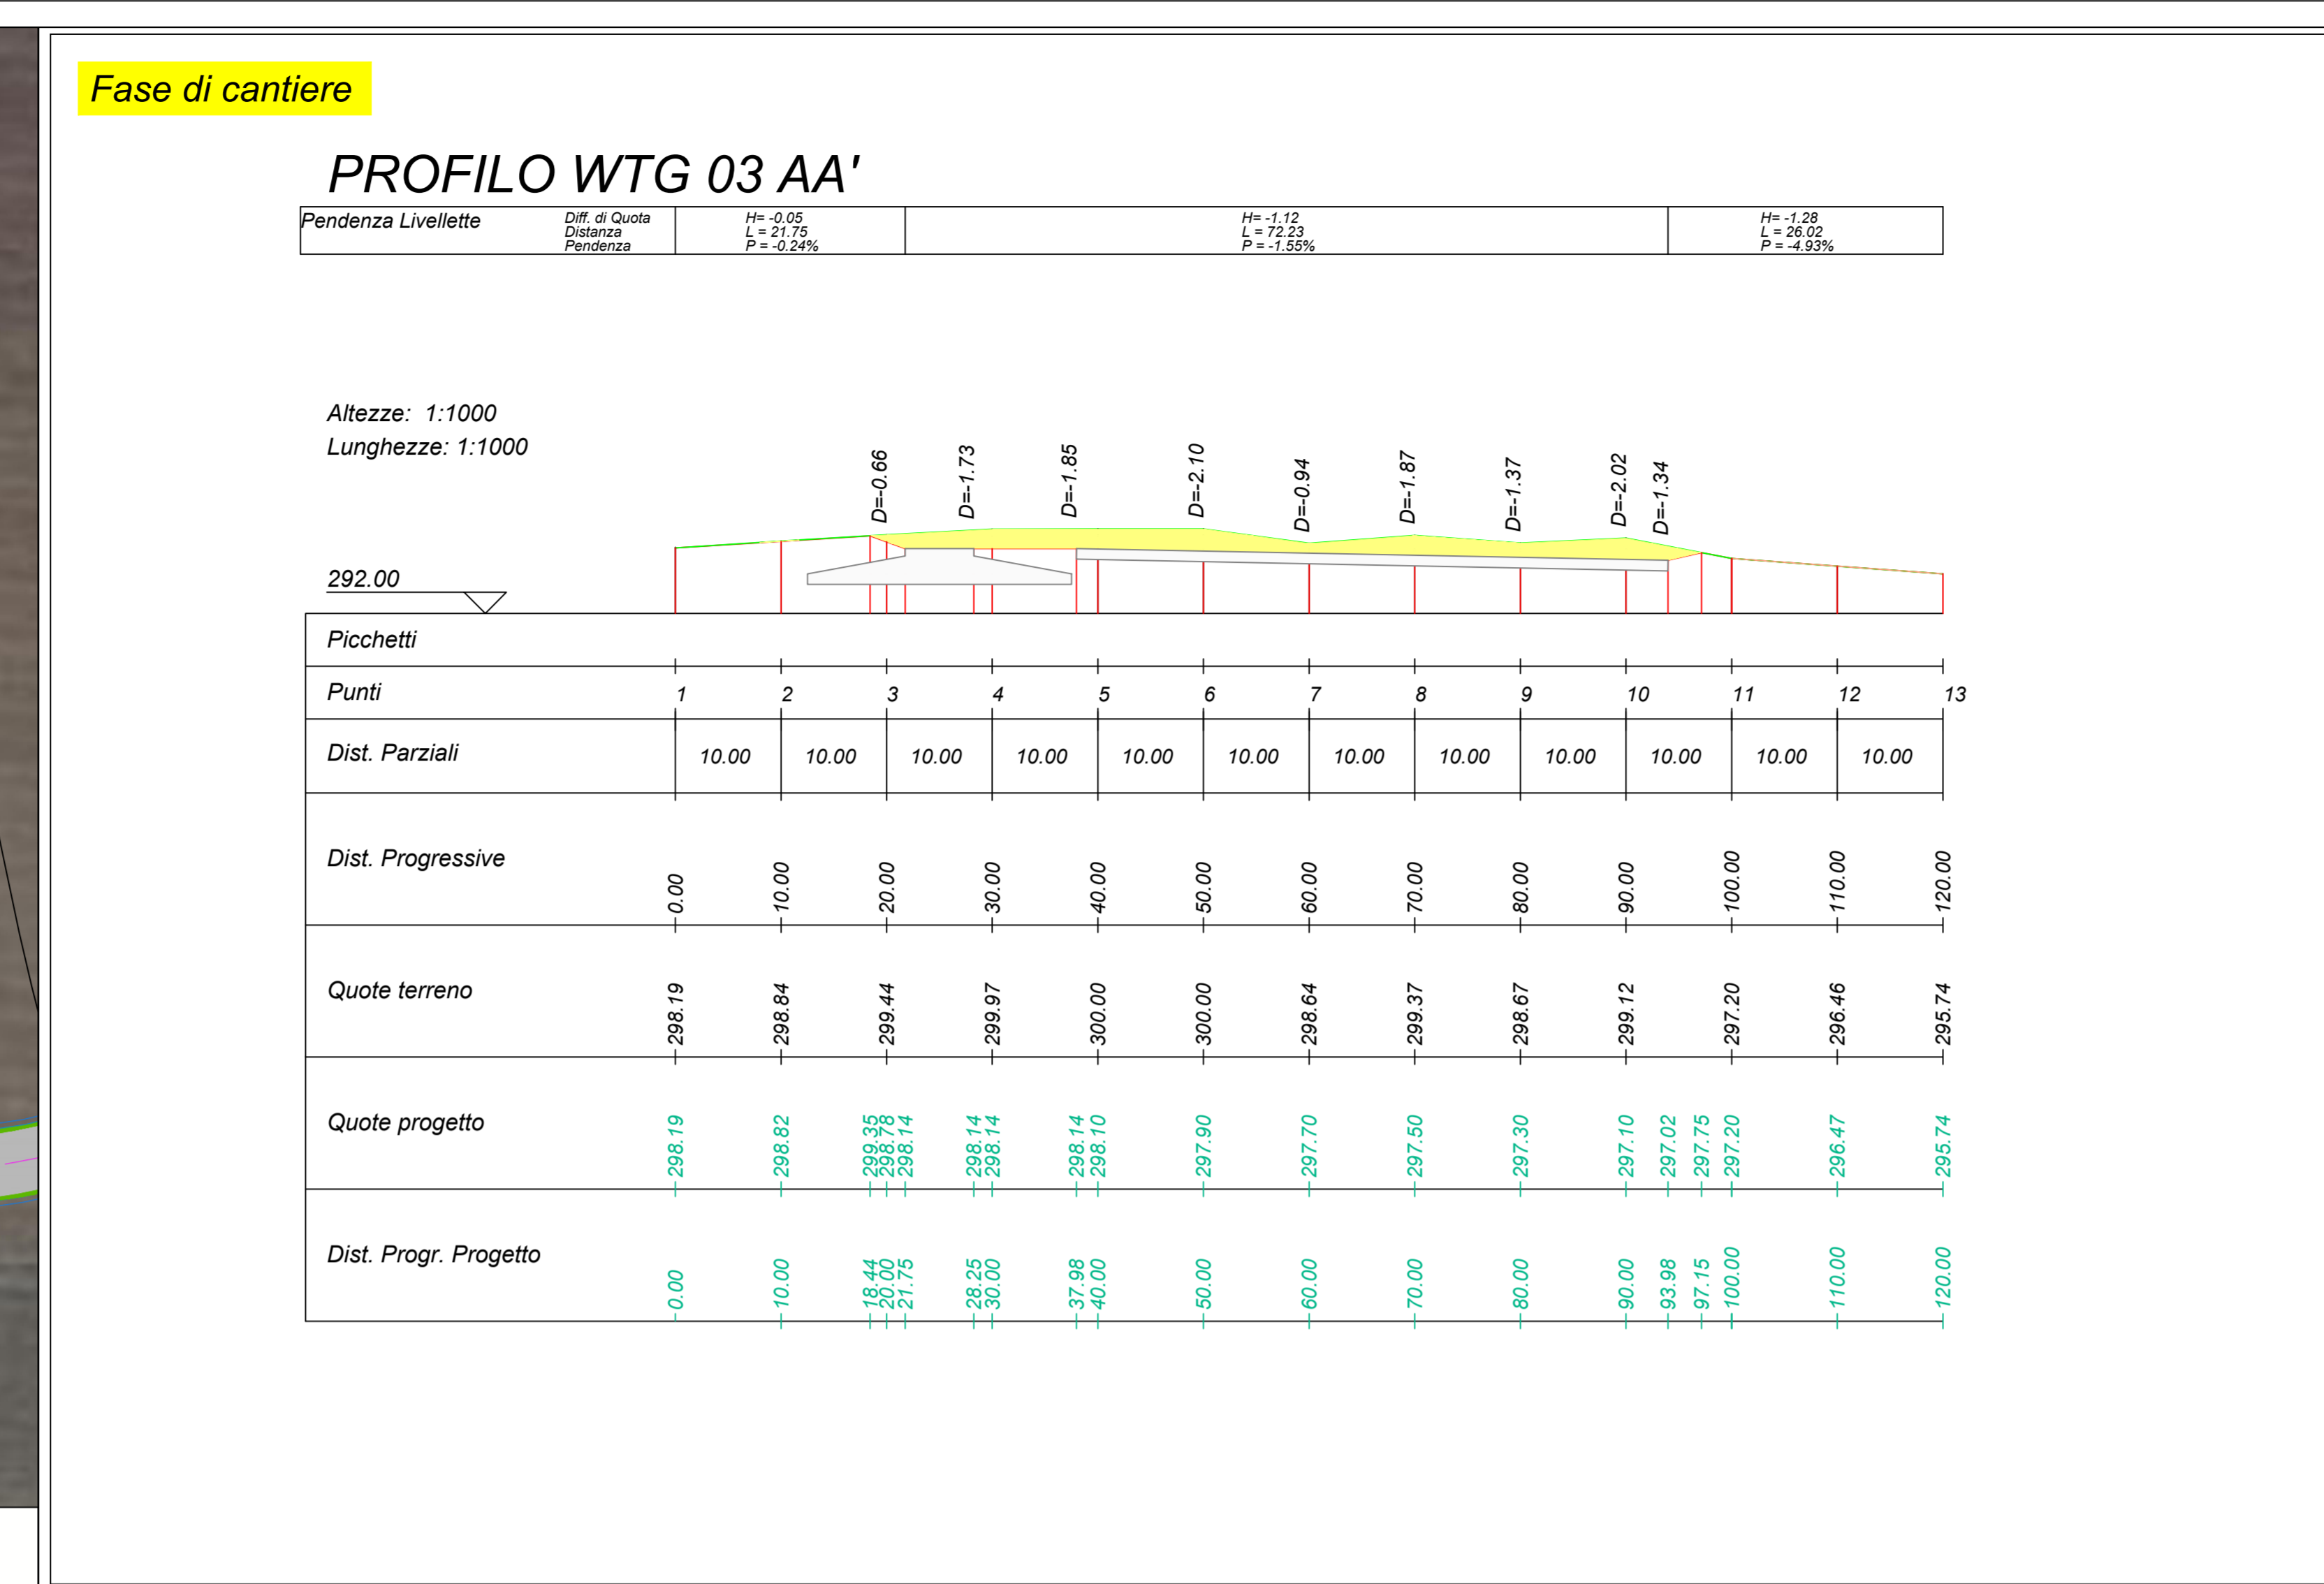 Fase di cantiere
PROFILO WTG 03 AA'
Pendenza Livellette
Diff. di Quota
Distanza
Pendenza
H= -0.05
L = 21.75
P = -0.24%
H= -1.12
L = 72.23
P = -1.55%
H= -1.28
L = 26.02
P = -4.93%
Altezze: 1:1000
Lunghezze: 1:1000
D=-0.66
D=-1.73
D=-1.85
D=-2.10
D=-0.94
D=-1.87
D=-1.37
D=-2.02
D=-1.34
292.00
Picchetti
Punti 1 2 3 4 5 6 7 8 9 10 11 12 13
Dist. Parziali 10.00 10.00 10.00 10.00 10.00 10.00 10.00 10.00 10.00 10.00 10.00 10.00
Dist. Progressive 0.00 10.00 20.00 30.00 40.00 50.00 60.00 70.00 80.00 90.00 100.00 110.00 120.00
Quote terreno 298.19 298.84 299.44 299.97 300.00 300.00 298.64 299.37 298.67 299.12 297.20 296.46 295.74
Quote progetto 298.19 298.82 299.35 298.78 298.14 298.14 298.14 298.14 298.10 297.90 297.70 297.50 297.30 297.10 297.02 297.75 297.20 296.47 295.74
Dist. Progr. Progetto 0.00 10.00 18.44 20.00 21.75 28.25 30.00 37.98 40.00 50.00 60.00 70.00 80.00 90.00 93.98 97.15 100.00 110.00 120.00